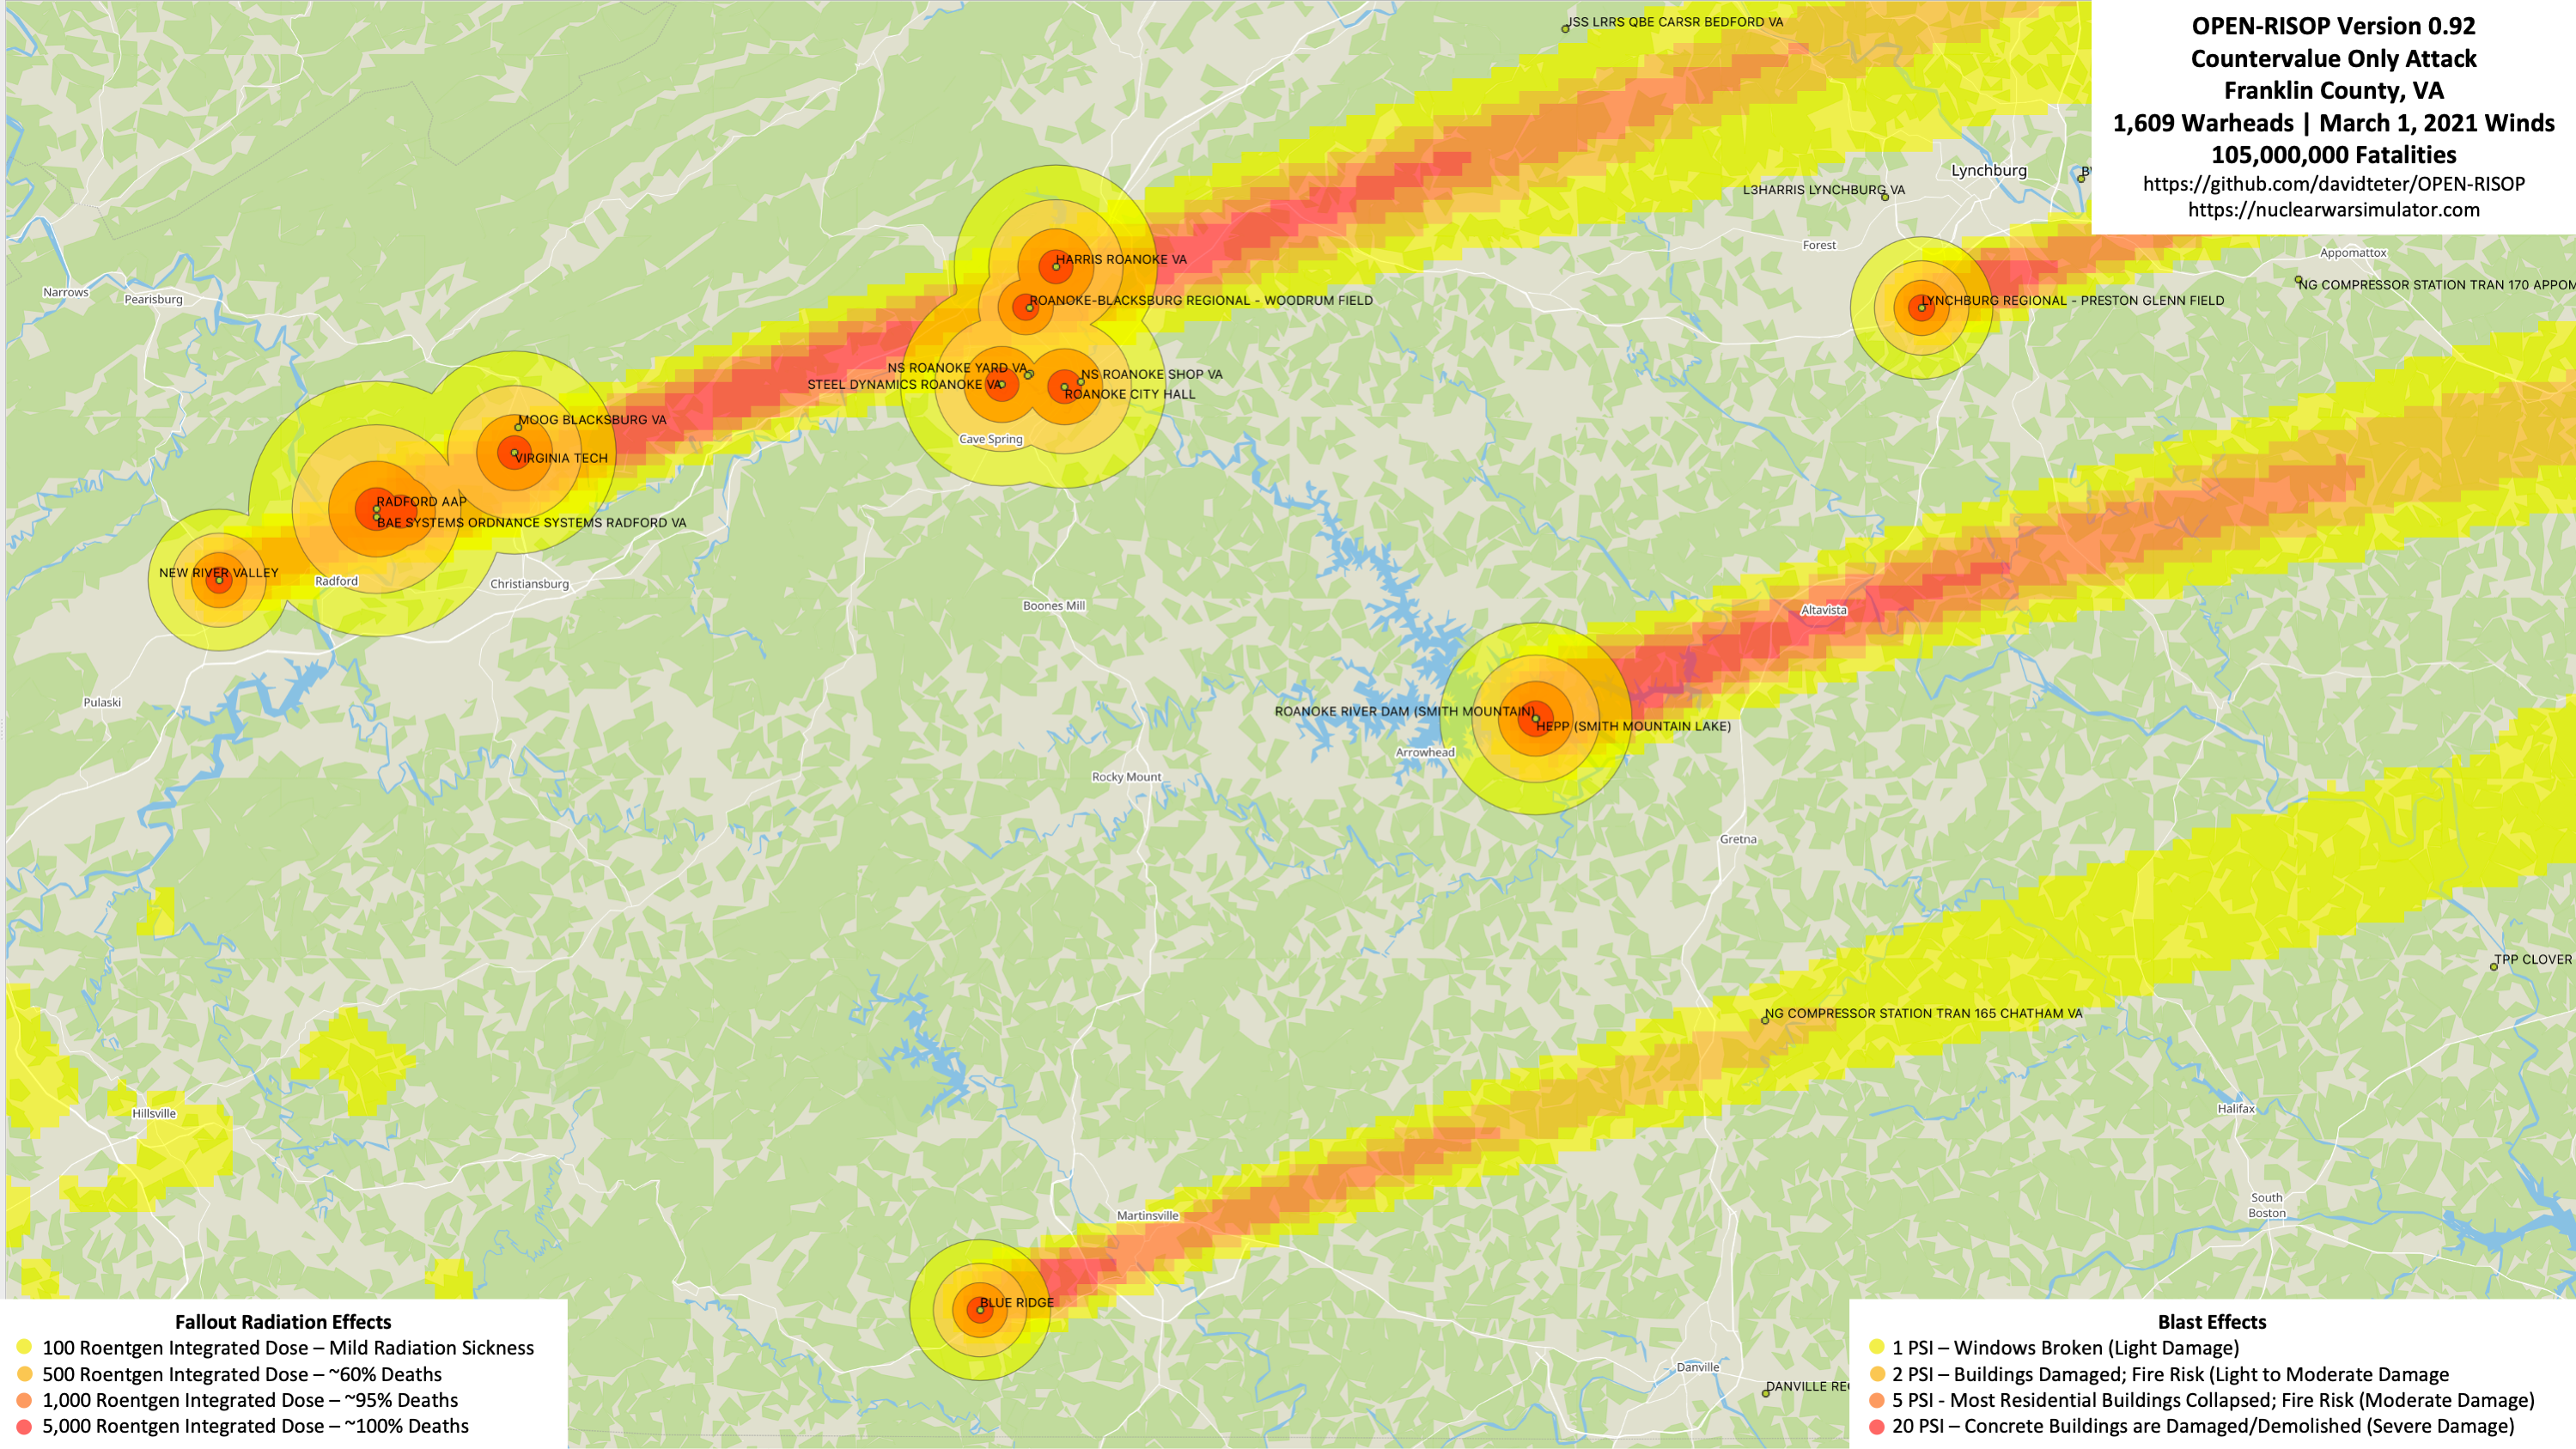 OPEN-RISOP Version 0.92
Countervalue Only Attack
Franklin County, VA
1,609 Warheads | March 1, 2021 Winds
105,000,000 Fatalities
https://github.com/davidteter/OPEN-RISOP
https://nuclearwarsimulator.com
JSS LRRS QBE CARSR BEDFORD VA
Lynchburg
L3HARRIS LYNCHBURG VA
Forest
Appomattox
HARRIS ROANOKE VA
NG COMPRESSOR STATION TRAN 170 APPOM
Narrows
Pearisburg
ROANOKE-BLACKSBURG REGIONAL - WOODRUM FIELD
LYNCHBURG REGIONAL - PRESTON GLENN FIELD
NS ROANOKE YARD VA
NS ROANOKE SHOP VA
STEEL DYNAMICS ROANOKE VA
ROANOKE CITY HALL
MOOG BLACKSBURG VA
Cave Spring
VIRGINIA TECH
RADFORD AAP
BAE SYSTEMS ORDNANCE SYSTEMS RADFORD VA
NEW RIVER VALLEY
Radford
Christiansburg
Boones Mill
Altavista
Pulaski
ROANOKE RIVER DAM (SMITH MOUNTAIN)
HEPP (SMITH MOUNTAIN LAKE)
Arrowhead
Rocky Mount
Gretna
TPP CLOVER
NG COMPRESSOR STATION TRAN 165 CHATHAM VA
Hillsville
Halifax
South
Boston
Martinsville
BLUE RIDGE
Danville
DANVILLE REG
Fallout Radiation Effects
100 Roentgen Integrated Dose – Mild Radiation Sickness
500 Roentgen Integrated Dose – ~60% Deaths
1,000 Roentgen Integrated Dose – ~95% Deaths
5,000 Roentgen Integrated Dose – ~100% Deaths
Blast Effects
1 PSI – Windows Broken (Light Damage)
2 PSI – Buildings Damaged; Fire Risk (Light to Moderate Damage
5 PSI - Most Residential Buildings Collapsed; Fire Risk (Moderate Damage)
20 PSI – Concrete Buildings are Damaged/Demolished (Severe Damage)